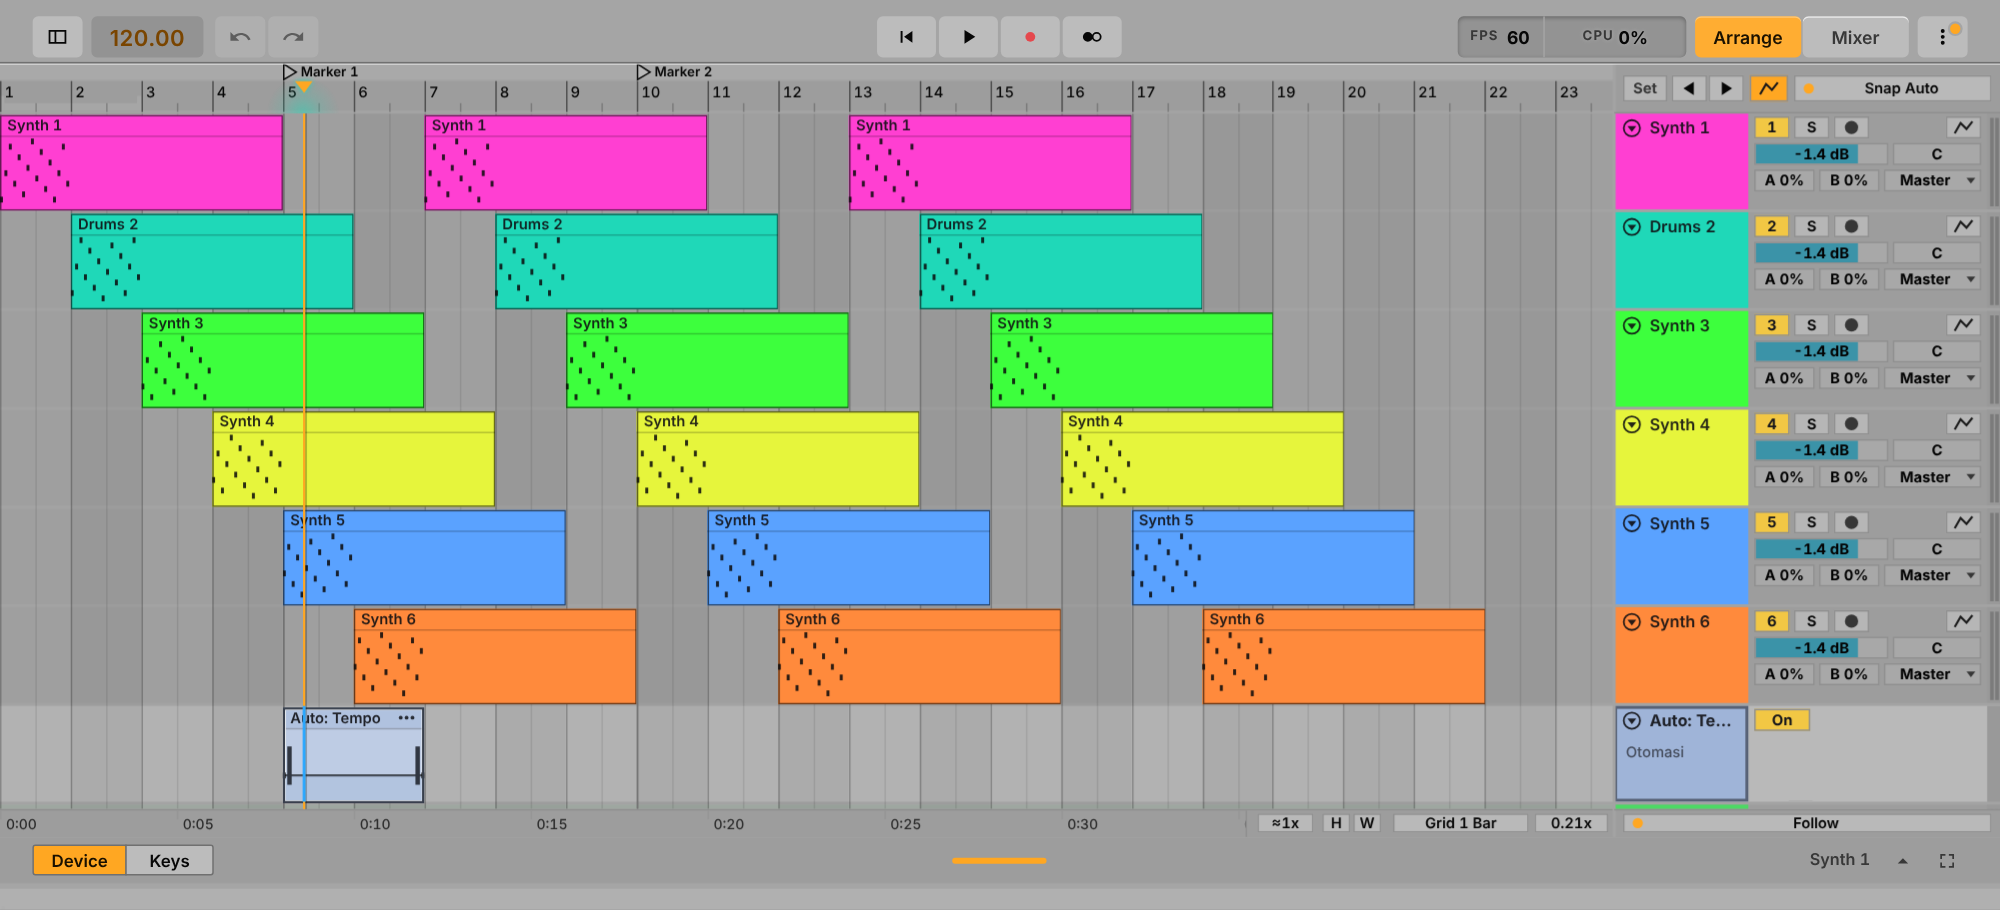 120.00
FPS 60 CPU 0% Arrange Mixer
Marker 1 Marker 2
1 2 3 4 5 6 7 8 9 10 11 12 13 14 15 16 17 18 19 20 21 22 23
Set Snap Auto
Synth 1 Synth 1 Synth 1
Synth 1 1 S
-1.4 dB C
A 0% B 0% Master
Drums 2 Drums 2 Drums 2
Drums 2 2 S
-1.4 dB C
A 0% B 0% Master
Synth 3 Synth 3 Synth 3
Synth 3 3 S
-1.4 dB C
A 0% B 0% Master
Synth 4 Synth 4 Synth 4
Synth 4 4 S
-1.4 dB C
A 0% B 0% Master
Synth 5 Synth 5 Synth 5
Synth 5 5 S
-1.4 dB C
A 0% B 0% Master
Synth 6 Synth 6 Synth 6
Synth 6 6 S
-1.4 dB C
A 0% B 0% Master
Auto: Tempo •••
Auto: Te... On
Otomasi
0:00 0:05 0:10 0:15 0:20 0:25 0:30
≈1x H W Grid 1 Bar 0.21x Follow
Device Keys Synth 1